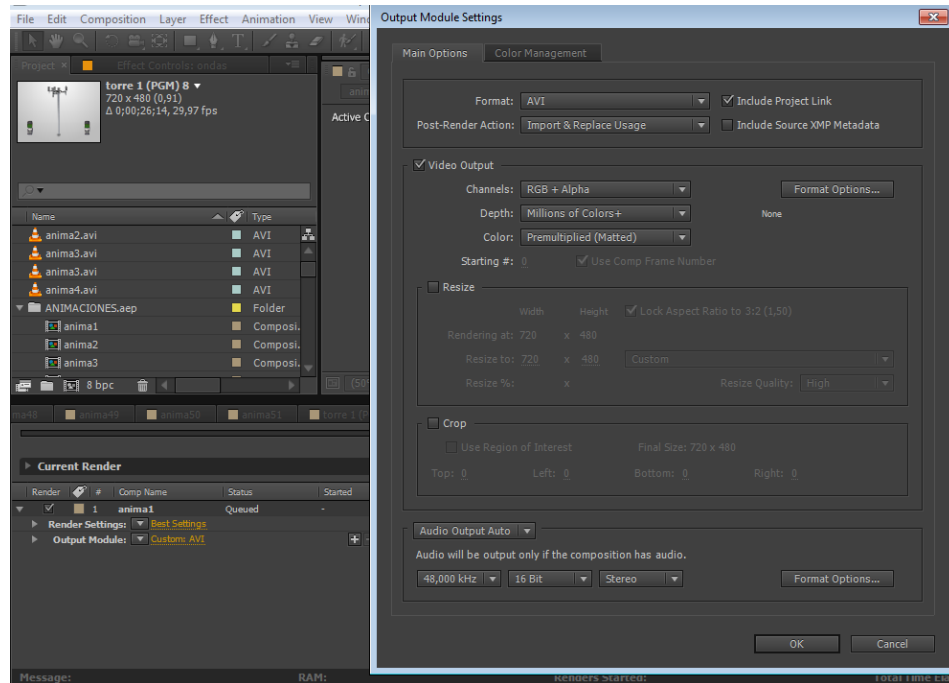 File Edit Composition Layer Effect Animation View Wind
Output Module Settings
Main Options Color Management
Project × Effect Controls: ondas
torre 1 (PGM) 8
720 x 480 (0,91)
Δ 0;00;26;14, 29,97 fps
anim
Active C
Name Type
anima2.avi AVI
anima3.avi AVI
anima3.avi AVI
anima4.avi AVI
ANIMACIONES.aep Folder
anima1 Composi.
anima2 Composi.
anima3 Composi.
8 bpc
(50%
ma48 anima49 anima50 anima51 torre 1 (P
Current Render
Render # Comp Name Status Started
1 anima1 Queued -
Render Settings: Best Settings
Output Module: Custom: AVI
Message: RAM: Renders Started: Total Time Ela
Format: AVI Include Project Link
Post-Render Action: Import & Replace Usage Include Source XMP Metadata
Video Output
Channels: RGB + Alpha Format Options...
Depth: Millions of Colors+ None
Color: Premultiplied (Matted)
Starting #: 0 Use Comp Frame Number
Resize
Width Height Lock Aspect Ratio to 3:2 (1,50)
Rendering at: 720 x 480
Resize to: 720 x 480 Custom
Resize %: x Resize Quality: High
Crop
Use Region of Interest Final Size: 720 x 480
Top: 0 Left: 0 Bottom: 0 Right: 0
Audio Output Auto
Audio will be output only if the composition has audio.
48,000 kHz 16 Bit Stereo Format Options...
OK Cancel